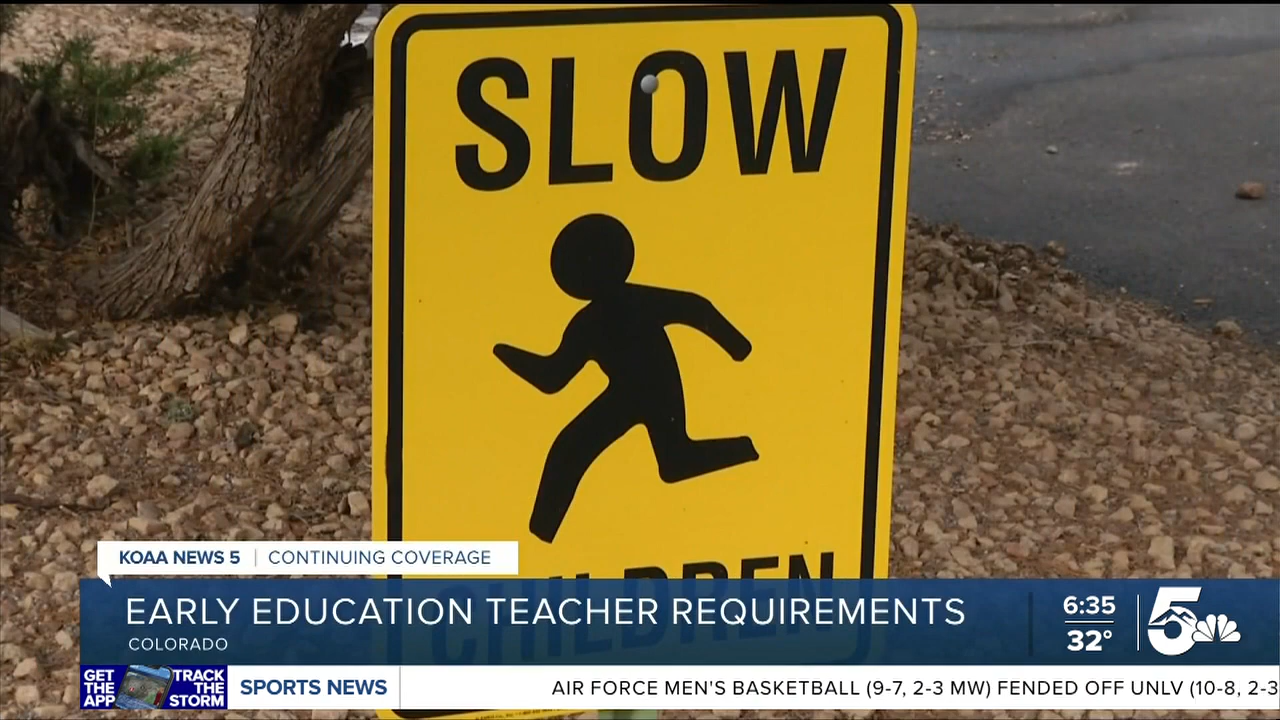 SLOW
CHILDREN
KOAA NEWS 5 | CONTINUING COVERAGE
EARLY EDUCATION TEACHER REQUIREMENTS
COLORADO
6:35
32°
5
GET THE APP
TRACK THE STORM
SPORTS NEWS
AIR FORCE MEN'S BASKETBALL (9-7, 2-3 MW) FENDED OFF UNLV (10-8, 2-3